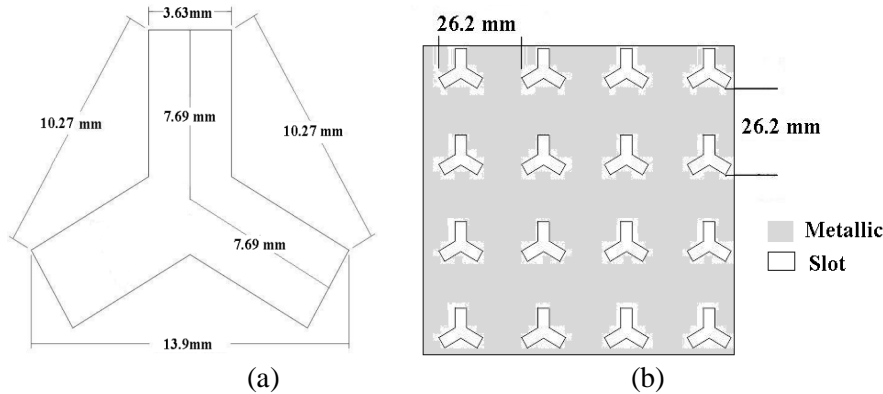 3.63mm
10.27 mm
7.69 mm
10.27 mm
7.69 mm
13.9mm
(a)
26.2 mm
26.2 mm
Metallic
Slot
(b)